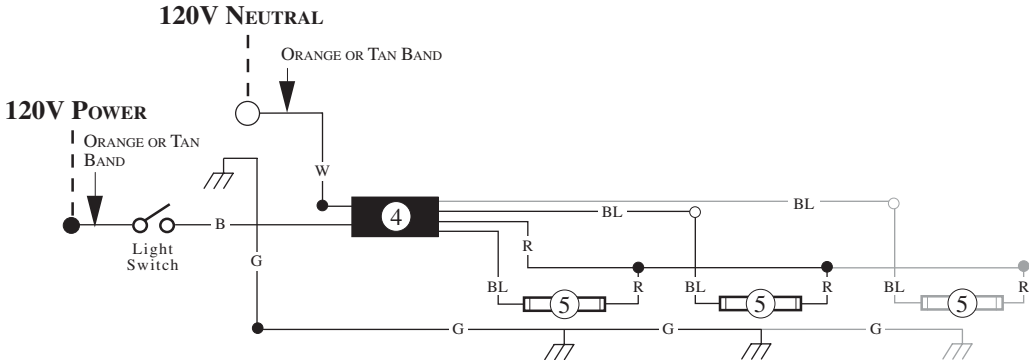 120V NEUTRAL
ORANGE OR TAN BAND
120V POWER
ORANGE OR TAN
BAND
W
4
BL
BL
B
R
Light
Switch
G
BL
5
R
BL
5
R
5
R
G
G
G